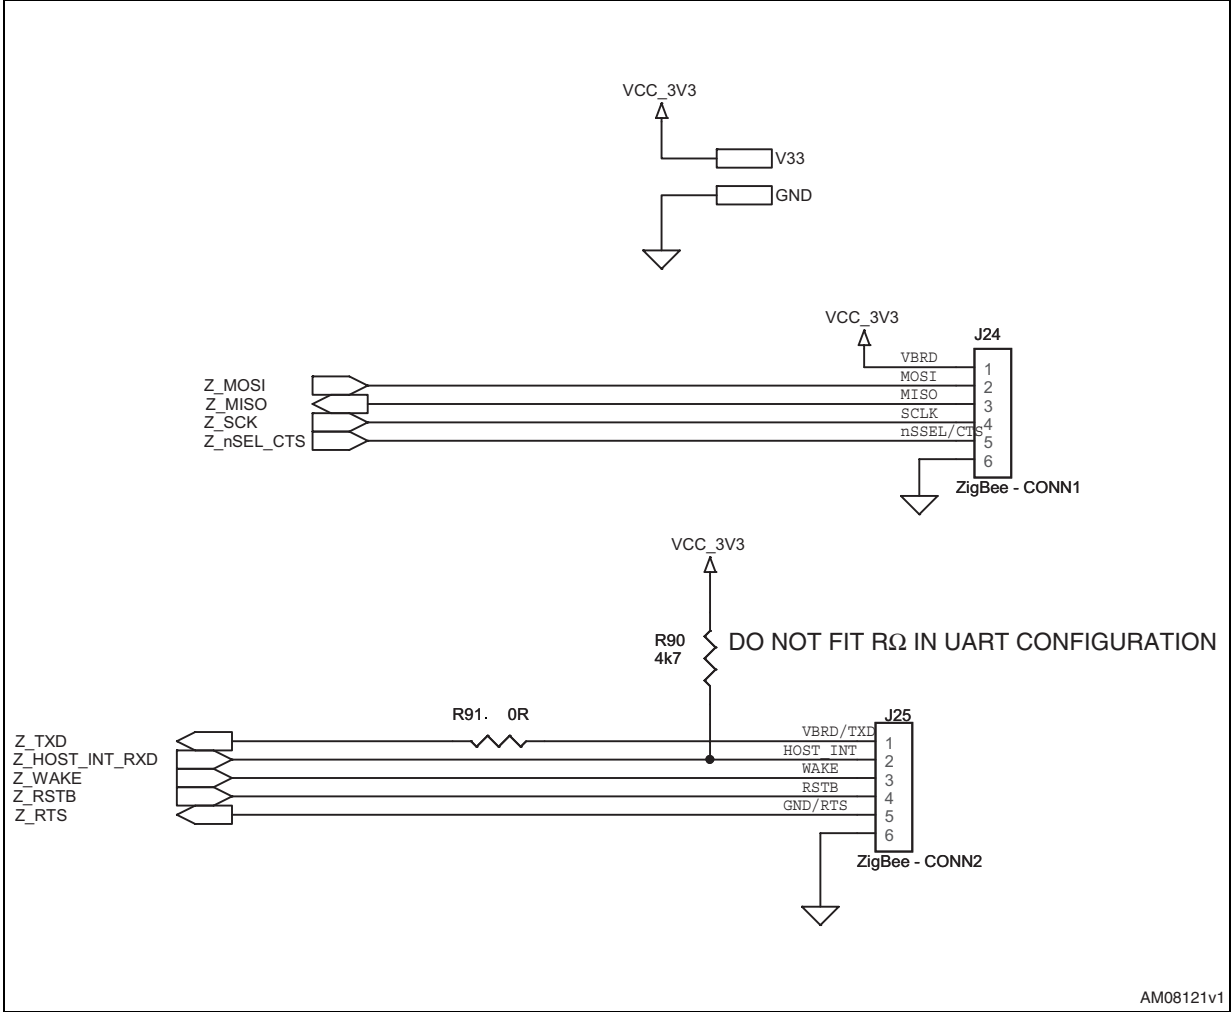 VCC_3V3
V33
GND
VCC_3V3
J24
VBRD
1
Z_MOSI
MOSI
2
Z_MISO
MISO
3
Z_SCK
SCLK
4
Z_nSEL_CTS
nSSEL/CTS
5
6
ZigBee - CONN1
VCC_3V3
R90
4k7
DO NOT FIT RΩ IN UART CONFIGURATION
R91. 0R
J25
Z_TXD
VBRD/TXD
1
Z_HOST_INT_RXD
HOST_INT
2
Z_WAKE
WAKE
3
Z_RSTB
RSTB
4
Z_RTS
GND/RTS
5
6
ZigBee - CONN2
AM08121v1